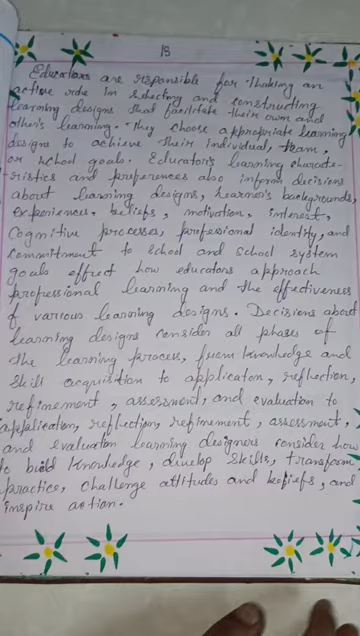 18
Educators are responsible for thaking an
active role in selecting and constructing
learning designs that facilitate their own and
other's learning. They choose appropriate learning
designs to achieve their individual, team,
or school goals. Educator's learning characte-
ristics and preferences also inform decisions
about learning designs, learner's backgrounds,
experiences, beliefs, motivation, interest,
cognitive processes, professional identity, and
commitment to school and school system
goals effect how educators approach
professional learning and the effectiveness
of various learning designs. Decisions about
learning designs consider all phases of
the learning process, from knowledge and
skill acquisition to application, reflection,
refinement, assessment, and evaluation to
application, reflection, refinement, assessment,
and evaluation learning designers consider how
to build knowledge, develop skills, transform
practice, challenge attitudes and beliefs, and
inspire action.